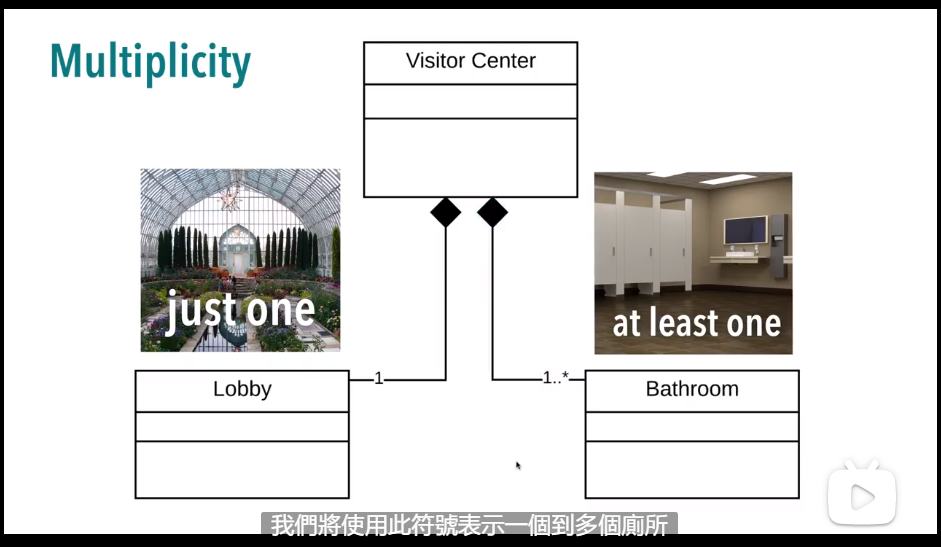 Multiplicity
Visitor Center
just one
at least one
1
1..*
Lobby
Bathroom
我們將使用此符號表示一個到多個廁所